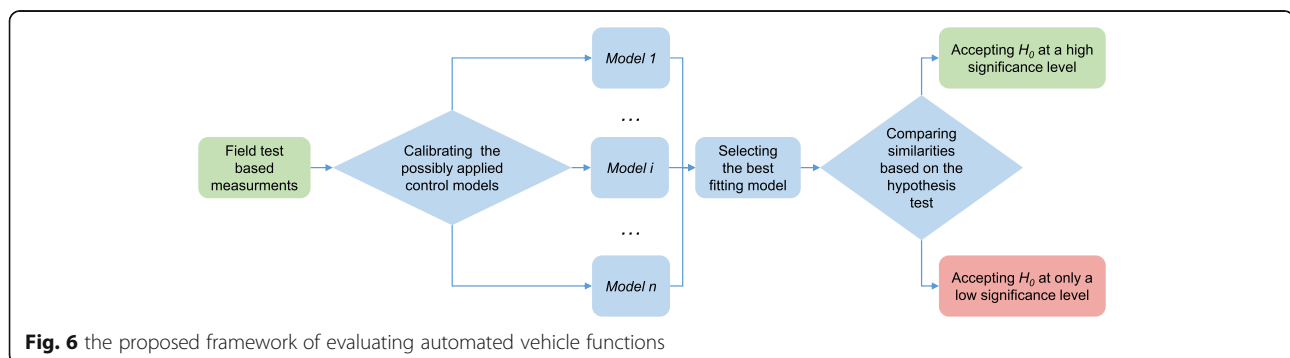 Field test
based
measurments
Calibrating the
possibly applied
control models
Model 1
...
Model i
...
Model n
Selecting
the best
fitting model
Comparing
similarities
based on the
hypothesis
test
Accepting H0 at a high
significance level
Accepting H0 at only a
low significance level
Fig. 6 the proposed framework of evaluating automated vehicle functions